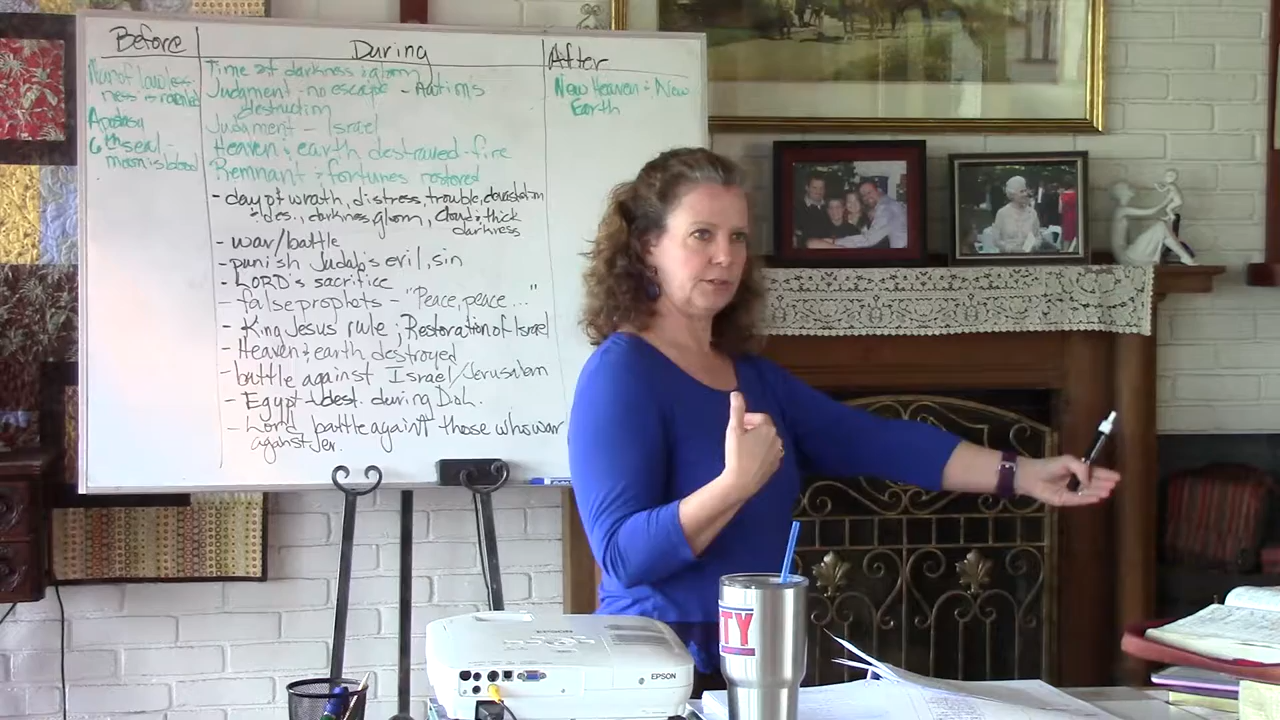 Before
During
After
Man of lawless-
ness is revealed
Apostasy
6th seal -
moon is blood
Time of darkness & gloom
Judgment - no escape - Nations
destruction
Judgment - Israel
Heaven & earth destroyed - fire
Remnant & fortunes restored
- day of wrath, distress, trouble, devastation
& des., darkness, gloom, cloud & thick
darkness
- war/battle
- punish Judah's evil, sin
- LORD's sacrifice
- false prophets - "Peace, peace..."
- King Jesus rule; Restoration of Israel
- Heaven & earth destroyed
- battle against Israel/Jerusalem
- Egypt dest. during DoL.
- Lord battle against those who war
against Jer.
New Heaven & New
Earth
TY
EPSON
EPSON